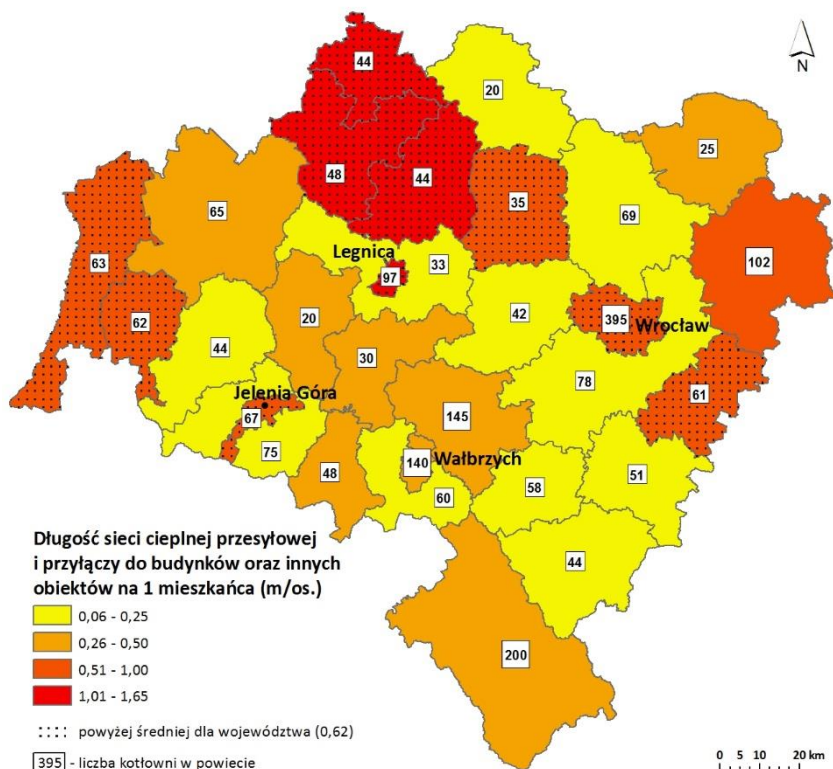 N
44
20
25
48
44
65
35
69
63
Legnica
33
97
102
62
20
42
395
Wrocław
44
30
78
61
Jelenia Góra
67
145
75
48
140
Wałbrzych
60
58
51
44
200
Długość sieci cieplnej przesyłowej
i przyłączy do budynków oraz innych
obiektów na 1 mieszkańca (m/os.)
0,06 - 0,25
0,26 - 0,50
0,51 - 1,00
1,01 - 1,65
powyżej średniej dla województwa (0,62)
395 - liczba kotłowni w powiecie
0 5 10 20 km